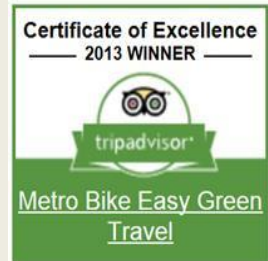 Certificate of Excellence
2013 WINNER
tripadvisor®
Metro Bike Easy Green
Travel